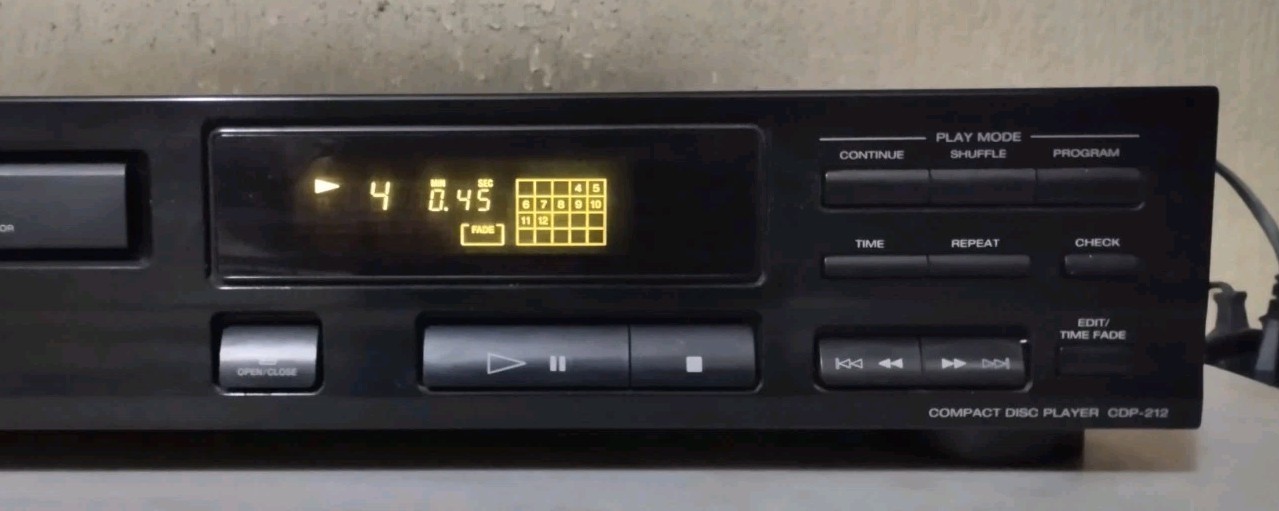 PLAY MODE
CONTINUE SHUFFLE PROGRAM
MIN SEC
4 0.45
4 5
6 7 8 9 10
11 12
FADE
TIME REPEAT CHECK
EDIT/
TIME FADE
OPEN/CLOSE
COMPACT DISC PLAYER CDP-212